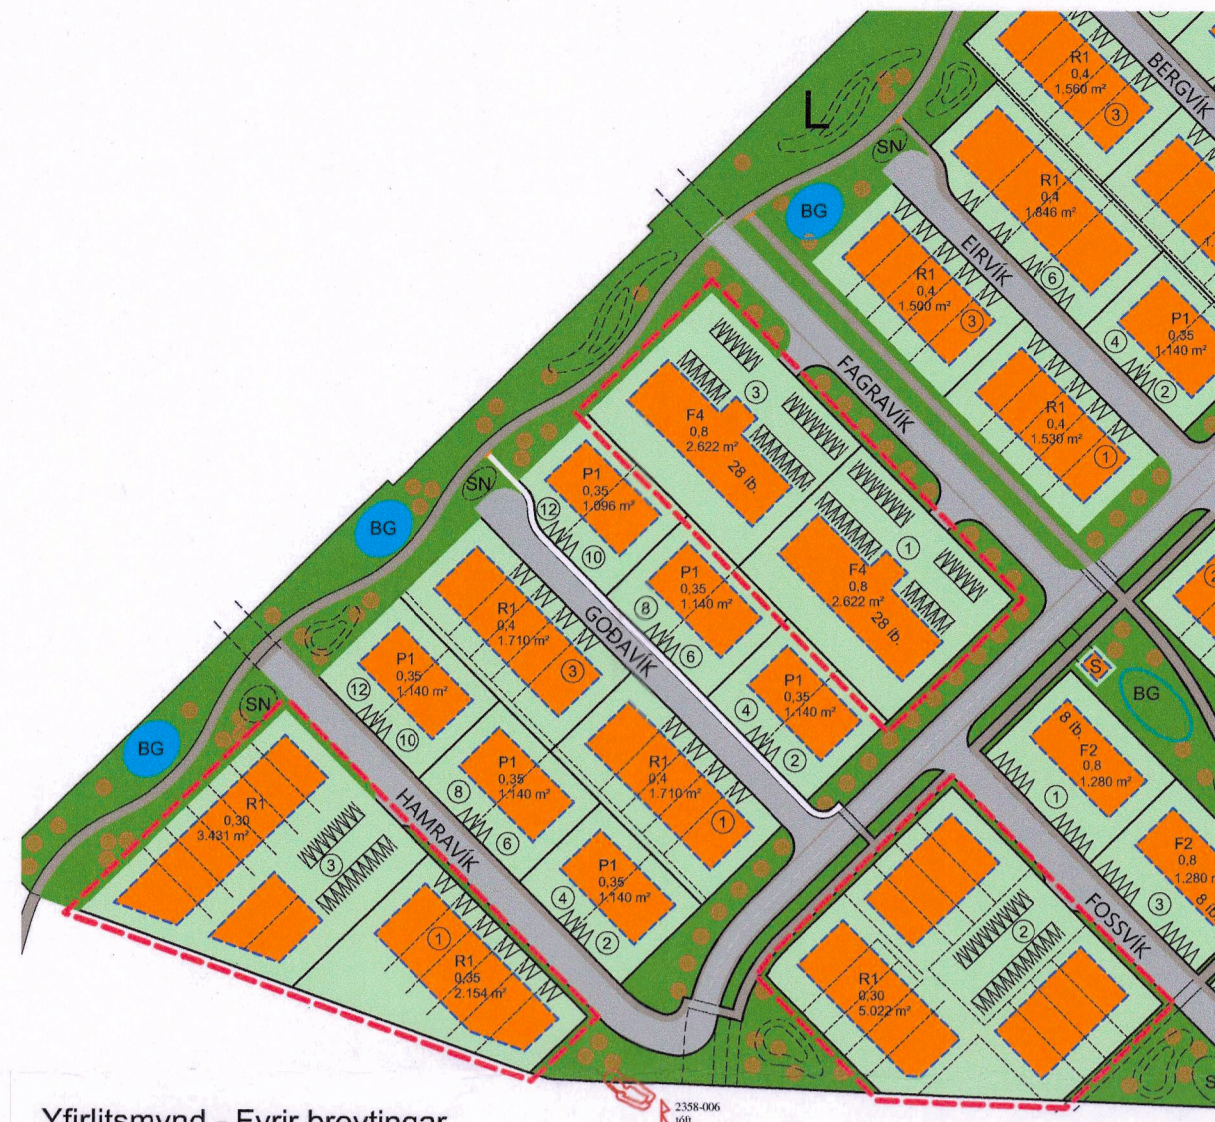 R1
0,4
1.560 m²
3
BERGVÍK
L
SN
BG
R1
0,4
1.846 m²
6
EIRVÍK
R1
0,4
1.500 m²
3
P1
0,35
1.140 m²
4
2
R1
0,4
1.530 m²
1
FAGRAVÍK
3
F4
0,8
2.622 m²
28 íb.
1
F4
0,8
2.622 m²
28 íb.
SN
BG
P1
0,35
1.096 m²
12
10
P1
0,35
1.140 m²
8
6
P1
0,35
1.140 m²
4
2
GOÐAVÍK
R1
0,4
1.710 m²
3
R1
0,4
1.710 m²
1
P1
0,35
1.140 m²
12
10
P1
0,35
1.140 m²
8
6
P1
0,35
1.140 m²
4
2
SN
BG
HAMRAVÍK
R1
0,30
3.431 m²
3
1
R1
0,35
2.154 m²
S
BG
8 íb.
F2
0,8
1.280 m²
1
F2
0,8
1.280
8 íb
3
FOSSVÍK
2
R1
0,30
5.022 m²
2358-006
tóft
Yfirlitsmynd - Fyrir breytingar